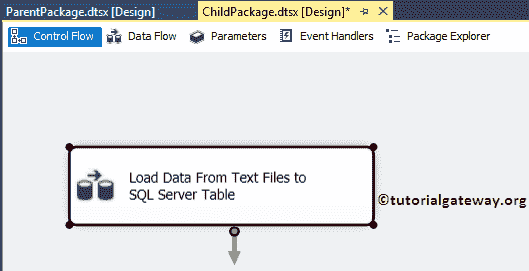 ParentPackage.dtsx [Design]
ChildPackage.dtsx [Design]*
Control Flow
Data Flow
Parameters
Event Handlers
Package Explorer
Load Data From Text Files to
SQL Server Table
©tutorialgateway.org